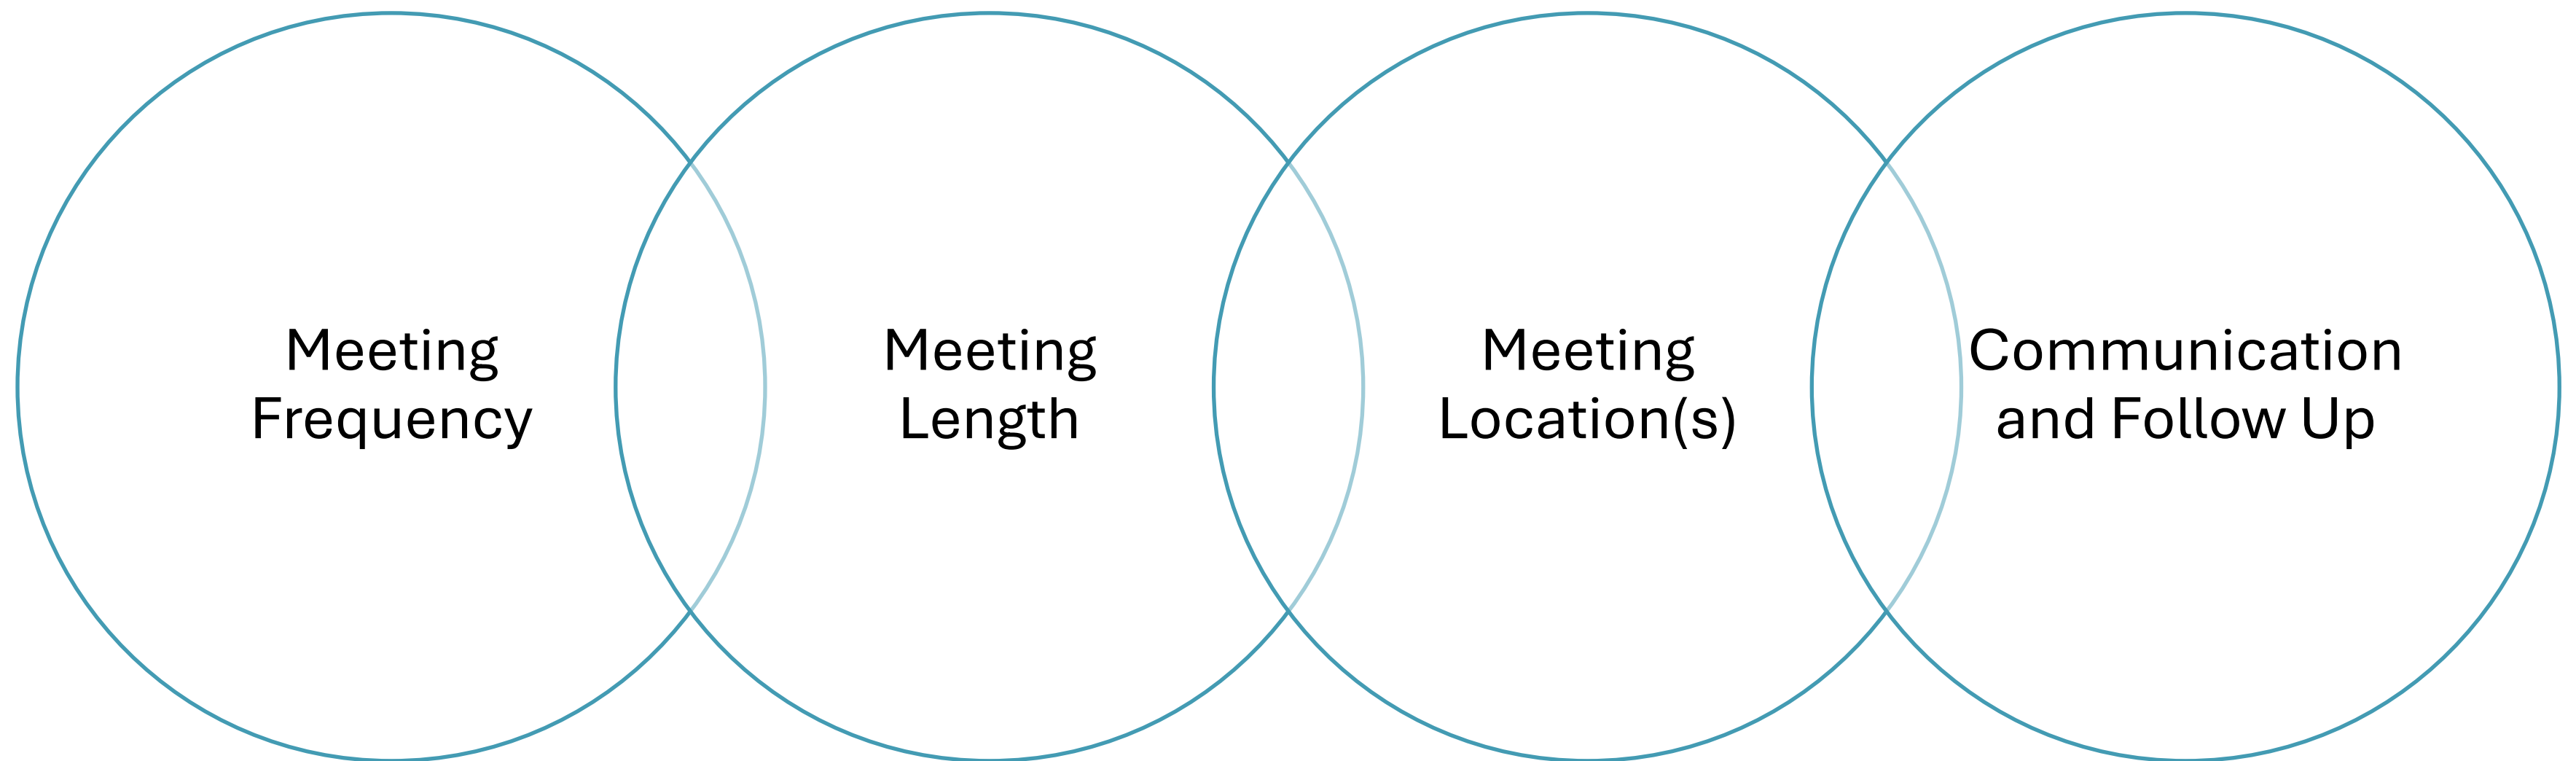 Meeting
Frequency
Meeting
Length
Meeting
Location(s)
Communication
and Follow Up